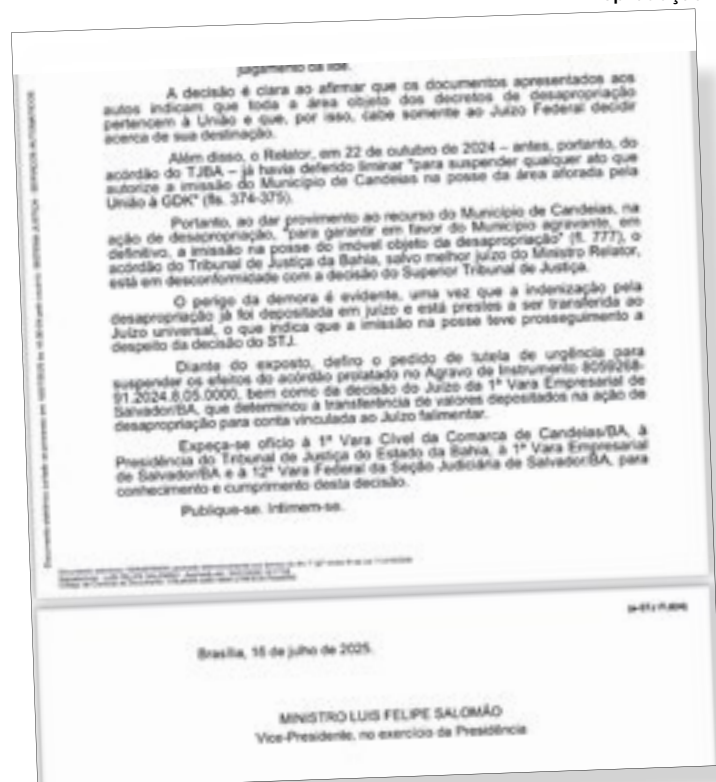 julgamento da lide.
A decisão é clara ao afirmar que os documentos apresentados aos
autos indicam que toda a área objeto dos decretos de desapropriação
pertencem à União e que, por isso, cabe somente ao Juízo Federal decidir
acerca de sua destinação.
Além disso, o Relator, em 22 de outubro de 2024 – antes, portanto, do
acórdão do TJBA – já havia deferido liminar "para suspender qualquer ato que
autorize a imissão do Município de Candeias na posse da área aforada pela
União à GDK" (fls. 374-375).
Portanto, ao dar provimento ao recurso do Município de Candeias, na
ação de desapropriação, "para garantir em favor do Município agravante, em
definitivo, a imissão na posse do imóvel objeto da desapropriação" (fl. 777), o
acórdão do Tribunal de Justiça da Bahia, salvo melhor juízo do Ministro Relator,
está em desconformidade com a decisão do Superior Tribunal de Justiça.
O perigo da demora é evidente, uma vez que a indenização pela
desapropriação já foi depositada em juízo e está prestes a ser transferida ao
Juízo universal, o que indica que a imissão na posse teve prosseguimento a
despeito da decisão do STJ.
Diante do exposto, defiro o pedido de tutela de urgência para
suspender os efeitos do acórdão prolatado no Agravo de Instrumento 8059268-
91.2024.8.05.0000, bem como da decisão do Juízo da 1ª Vara Empresarial de
Salvador/BA, que determinou a transferência de valores depositados na ação de
desapropriação para conta vinculada ao Juízo falimentar.
Expeça-se ofício à 1ª Vara Cível da Comarca de Candeias/BA, à
Presidência do Tribunal de Justiça do Estado da Bahia, à 1ª Vara Empresarial
de Salvador/BA e à 12ª Vara Federal da Seção Judiciária de Salvador/BA, para
conhecimento e cumprimento desta decisão.
Publique-se. Intimem-se.
Brasília, 16 de julho de 2025.
MINISTRO LUIS FELIPE SALOMÃO
Vice-Presidente, no exercício da Presidência